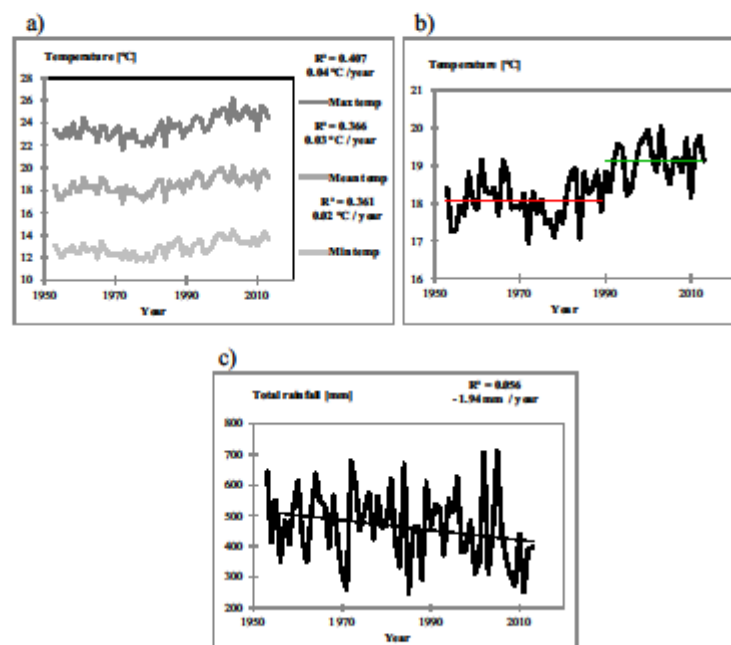 a)
Temperature [°C]
R² = 0.407
0.04 °C /year
28
26
24
22
20
18
16
14
12
10
Max temp
R² = 0.366
0.03 °C /year
Mean temp
R² = 0.361
0.02 °C / year
Min temp
1950
1970
1990
2010
Year
b)
Temperature [°C]
21
20
19
18
17
16
1950
1970
1990
2010
Year
c)
Total rainfall [mm]
R² = 0.056
- 1.94 mm / year
800
700
600
500
400
300
200
1950
1970
1990
2010
Year